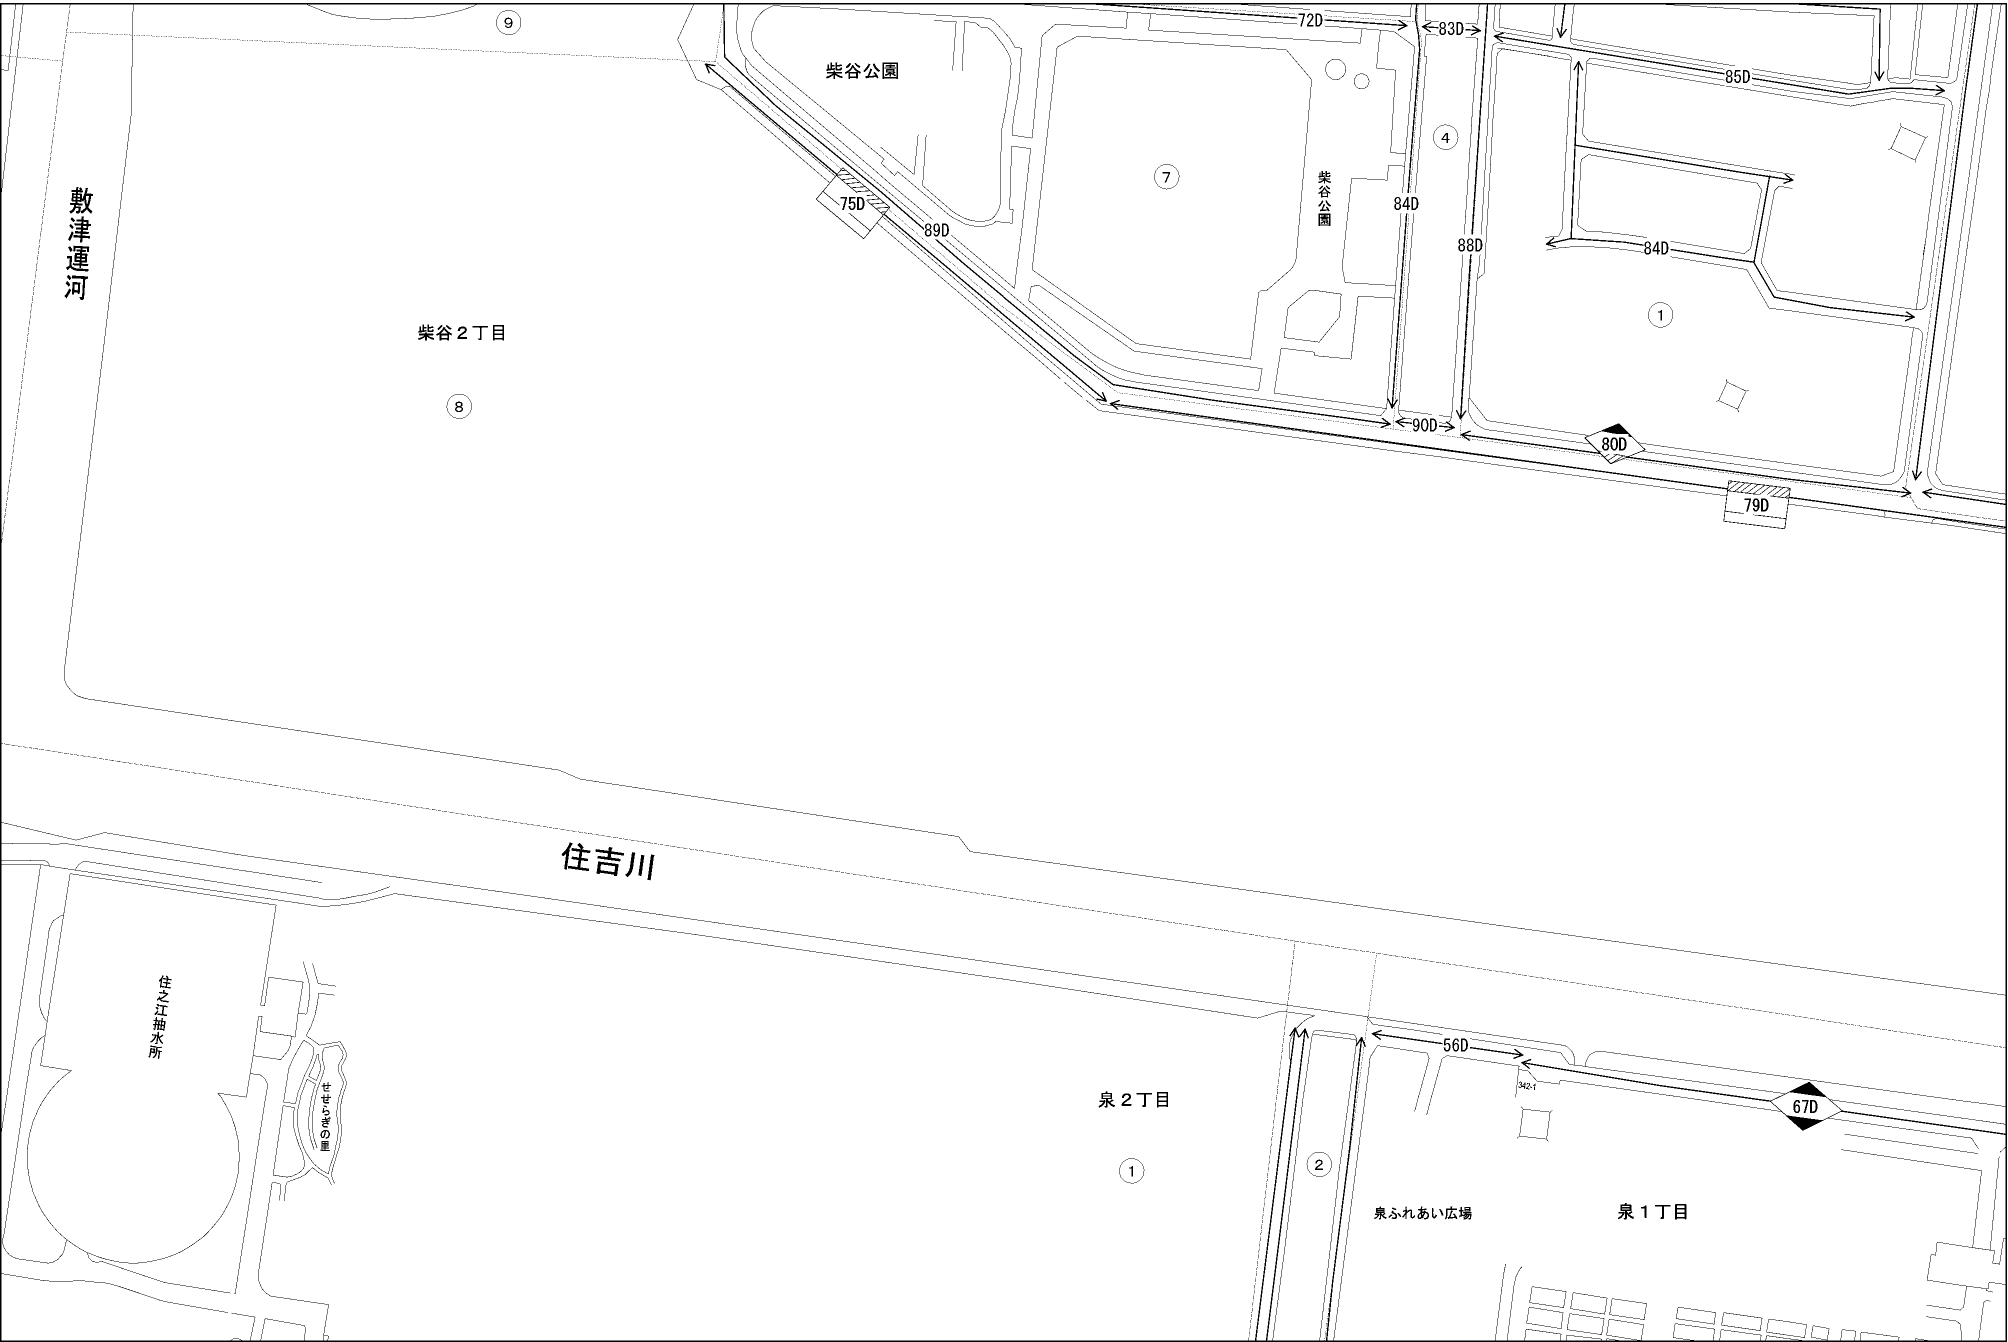 9
72D
83D
柴谷公園
85D
4
7
柴谷公園
敷津運河
75D
84D
89D
88D
84D
1
柴谷2丁目
8
90D
80D
79D
住吉川
住之江抽水所
せせらぎの里
56D
342-1
67D
泉2丁目
1
2
泉ふれあい広場
泉1丁目